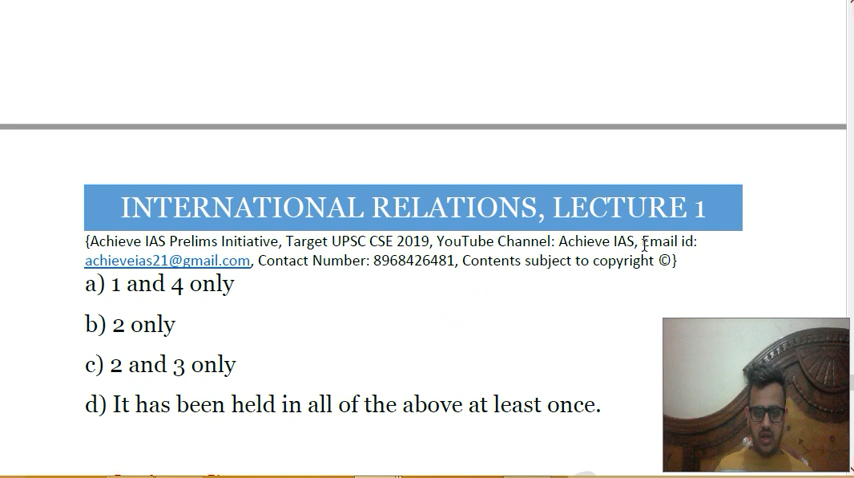 INTERNATIONAL RELATIONS, LECTURE 1
{Achieve IAS Prelims Initiative, Target UPSC CSE 2019, YouTube Channel: Achieve IAS, Email id:
achieveias21@gmail.com, Contact Number: 8968426481, Contents subject to copyright ©}
a) 1 and 4 only
b) 2 only
c) 2 and 3 only
d) It has been held in all of the above at least once.